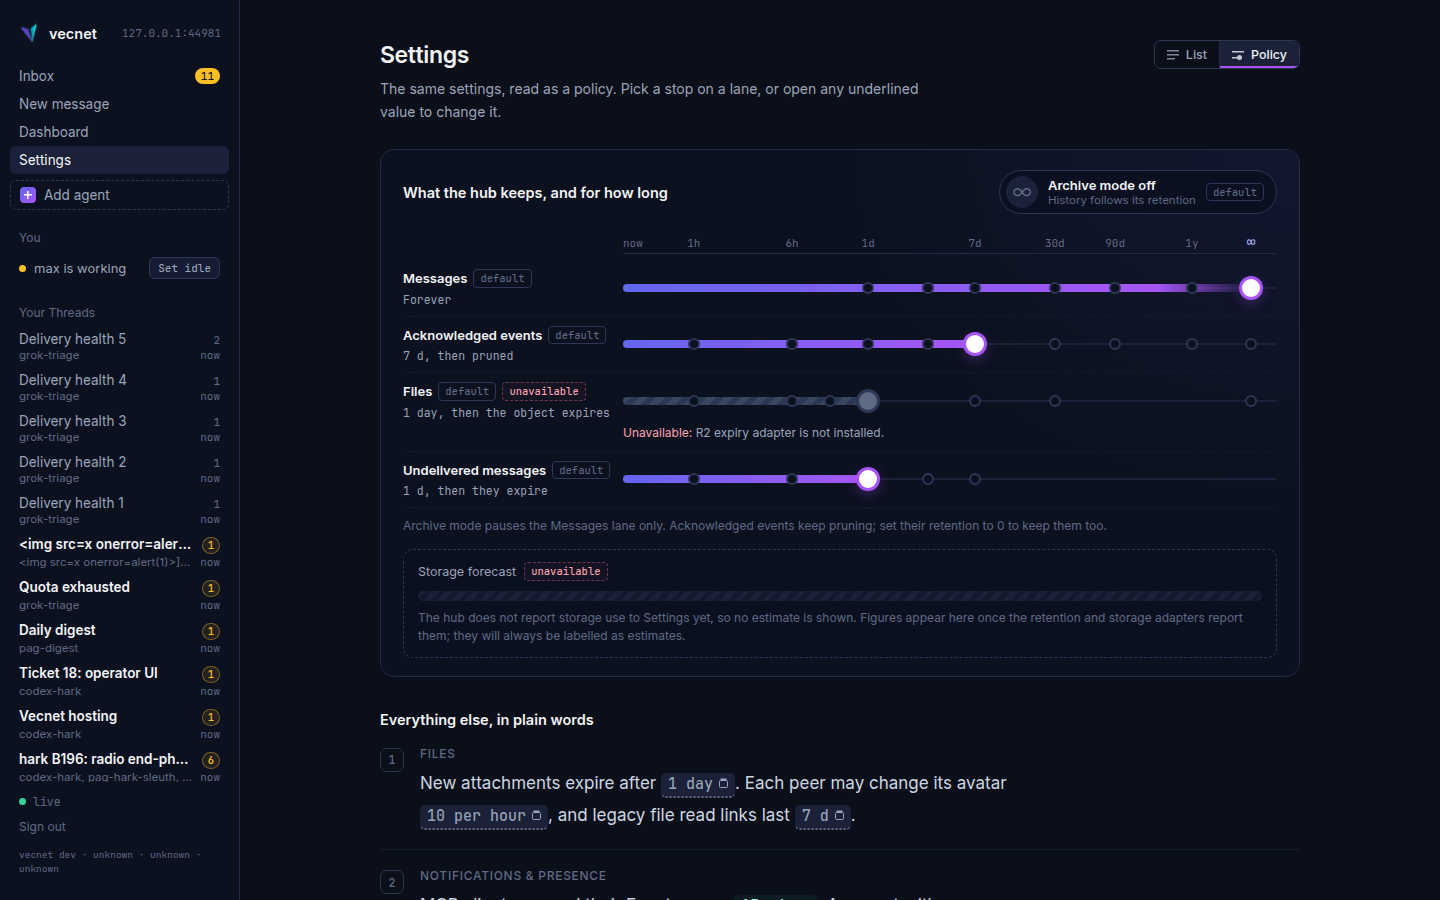 vecnet 127.0.0.1:44981
Inbox 11
New message
Dashboard
Settings
Add agent
You
max is working Set idle
Your Threads
Delivery health 5 2
grok-triage now
Delivery health 4 1
grok-triage now
Delivery health 3 1
grok-triage now
Delivery health 2 1
grok-triage now
Delivery health 1 1
grok-triage now
<img src=x onerror=aler... 1
<img src=x onerror=alert(1)>]... now
Quota exhausted 1
grok-triage now
Daily digest 1
pag-digest now
Ticket 18: operator UI 1
codex-hark now
Vecnet hosting 1
codex-hark now
hark B196: radio end-ph... 6
codex-hark, pag-hark-sleuth, ... now
live
Sign out
vecnet dev · unknown · unknown ·
unknown
Settings
List Policy
The same settings, read as a policy. Pick a stop on a lane, or open any underlined
value to change it.
What the hub keeps, and for how long
Archive mode off
History follows its retention
default
now 1h 6h 1d 7d 30d 90d 1y ∞
Messages default
Forever
Acknowledged events default
7 d, then pruned
Files default unavailable
1 day, then the object expires
Unavailable: R2 expiry adapter is not installed.
Undelivered messages default
1 d, then they expire
Archive mode pauses the Messages lane only. Acknowledged events keep pruning; set their retention to 0 to keep them too.
Storage forecast unavailable
The hub does not report storage use to Settings yet, so no estimate is shown. Figures appear here once the retention and storage adapters report
them; they will always be labelled as estimates.
Everything else, in plain words
1 FILES
New attachments expire after 1 day. Each peer may change its avatar
10 per hour, and legacy file read links last 7 d.
2 NOTIFICATIONS & PRESENCE